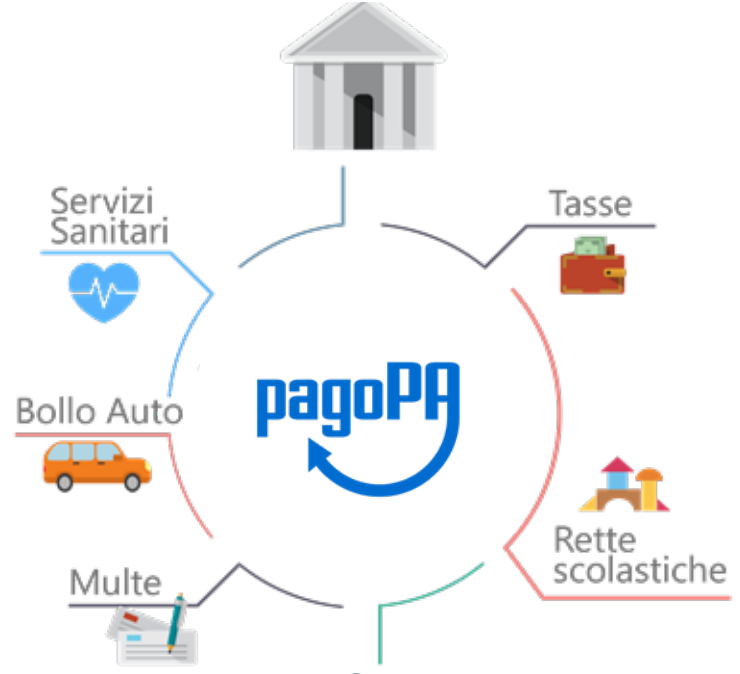 Servizi
Sanitari
Tasse
pagoPA
Bollo Auto
Rette
scolastiche
Multe